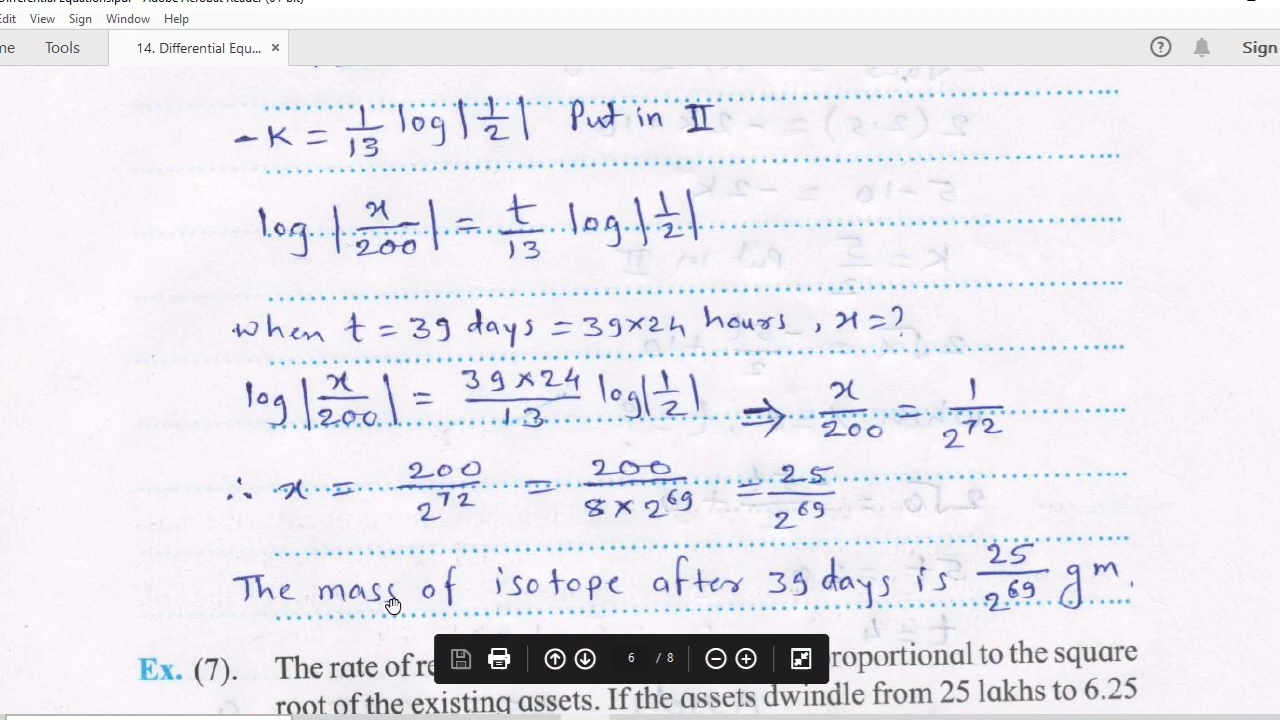 Edit View Sign Window Help
Tools 14. Differential Equ... × ? Sign
-K = 1/13 log|1/2| Put in II
log|x/200| = t/13 log|1/2|
when t = 39 days = 39×24 hours, x=?
log|x/200| = 39×24/13 log|1/2| ⇒ x/200 = 1/2^72
∴ x = 200/2^72 = 200/8×2^69 = 25/2^69
The mass of isotope after 39 days is 25/2^69 gm.
6 / 8
Ex. (7). The rate of re proportional to the square
root of the existing assets. If the assets dwindle from 25 lakhs to 6.25